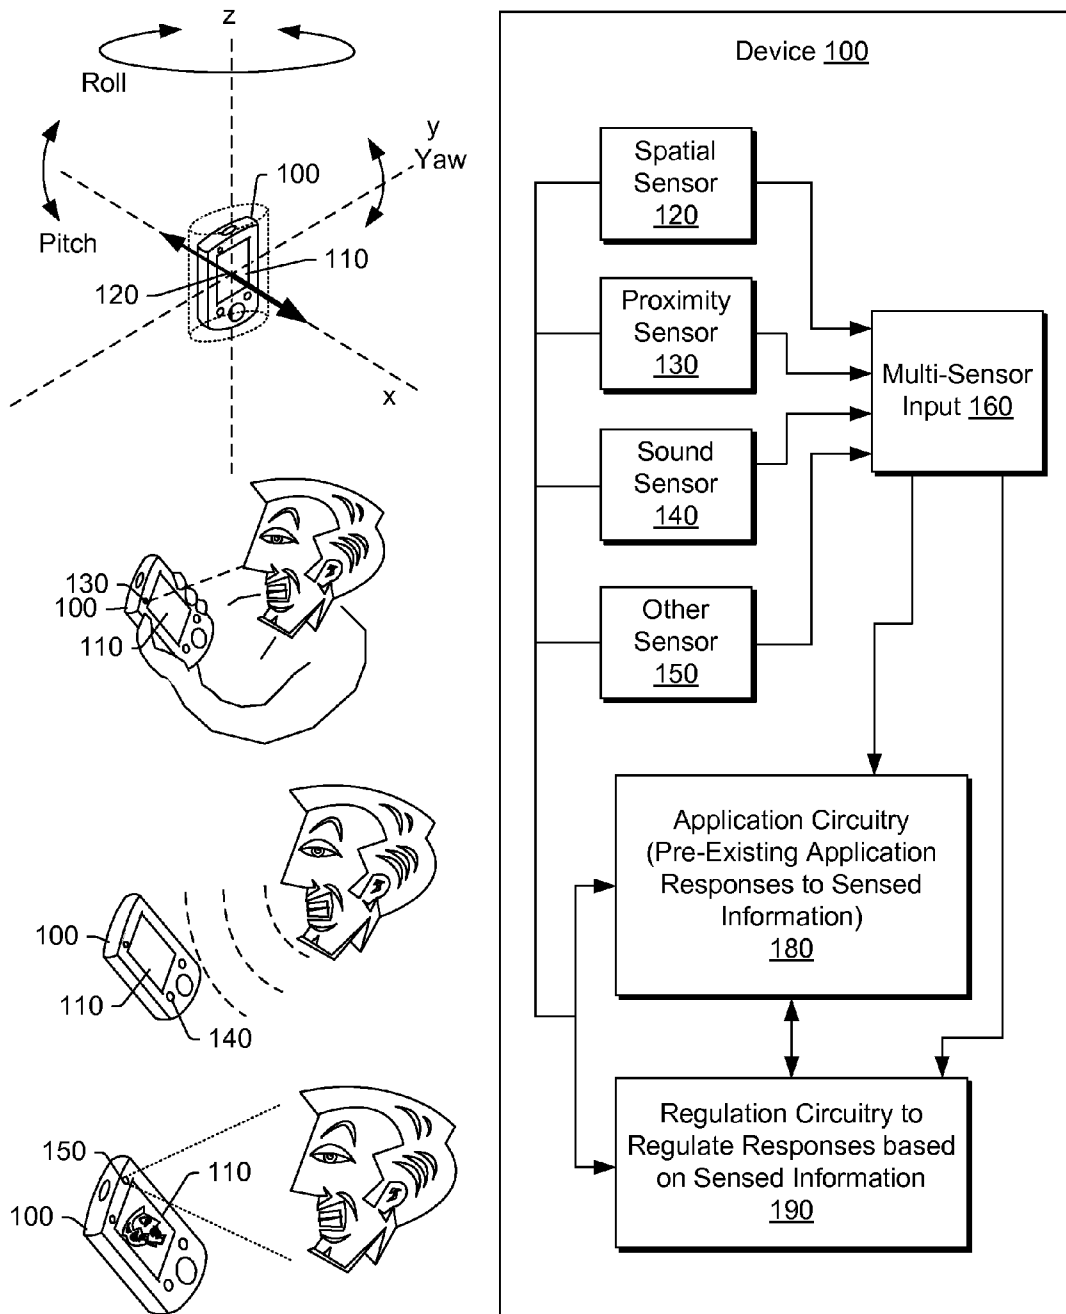 z
Roll
y
Yaw
100
Pitch
110
120
x
130
100
110
100
110
140
150
110
100
Device 100
Spatial
Sensor
120
Proximity
Sensor
130
Sound
Sensor
140
Other
Sensor
150
Multi-Sensor
Input 160
Application Circuitry
(Pre-Existing Application
Responses to Sensed
Information)
180
Regulation Circuitry to
Regulate Responses based
on Sensed Information
190